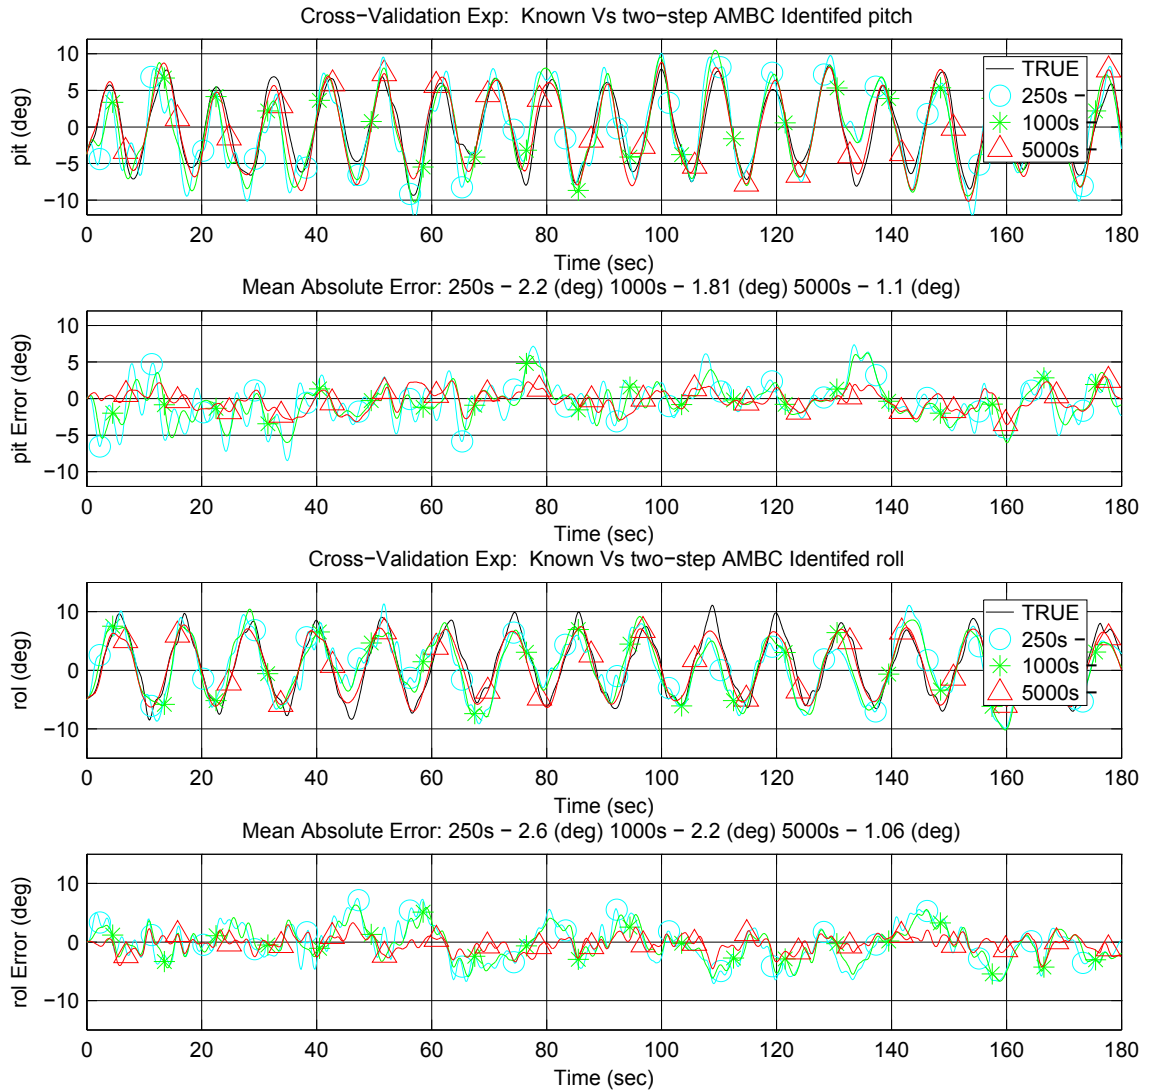 Cross−Validation Exp:  Known Vs two−step AMBC Identifed pitch
10
5
0
−5
−10
pit (deg)
TRUE
250s −
1000s −
5000s −
0 20 40 60 80 100 120 140 160 180
Time (sec)
Mean Absolute Error: 250s − 2.2 (deg) 1000s − 1.81 (deg) 5000s − 1.1 (deg)
10
5
0
−5
−10
pit Error (deg)
0 20 40 60 80 100 120 140 160 180
Time (sec)
Cross−Validation Exp:  Known Vs two−step AMBC Identifed roll
10
0
−10
rol (deg)
TRUE
250s −
1000s −
5000s −
0 20 40 60 80 100 120 140 160 180
Time (sec)
Mean Absolute Error: 250s − 2.6 (deg) 1000s − 2.2 (deg) 5000s − 1.06 (deg)
10
0
−10
rol Error (deg)
0 20 40 60 80 100 120 140 160 180
Time (sec)